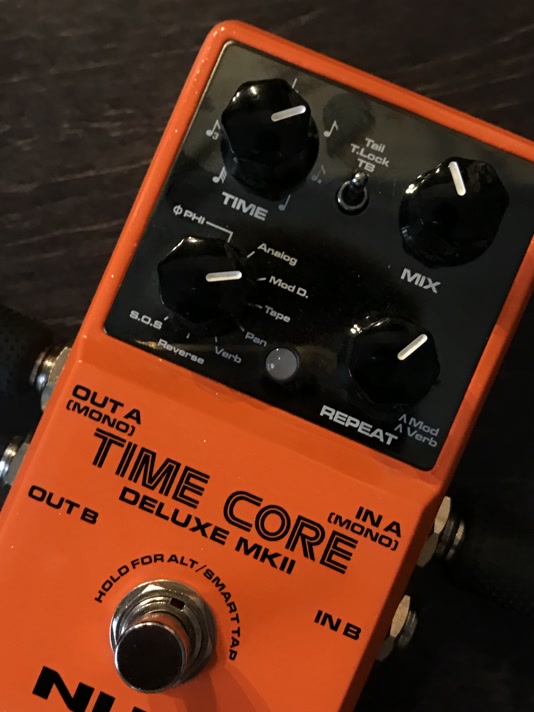 Tail
T.Lock
TB
TIME
MIX
ΦPHI
Analog
Mod D.
Tape
Pan
Verb
Reverse
S.O.S
REPEAT
Mod
Verb
OUT A
(MONO)
TIME CORE
DELUXE MKII
IN A
(MONO)
OUT B
HOLD FOR ALT/SMART TAP
IN B